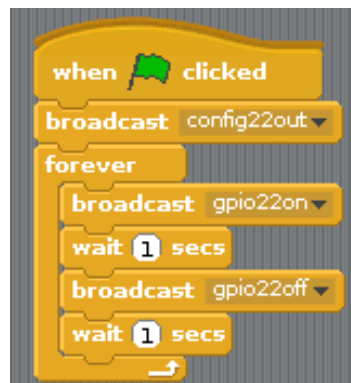 when clicked
broadcast config22out
forever
broadcast gpio22on
wait 1 secs
broadcast gpio22off
wait 1 secs